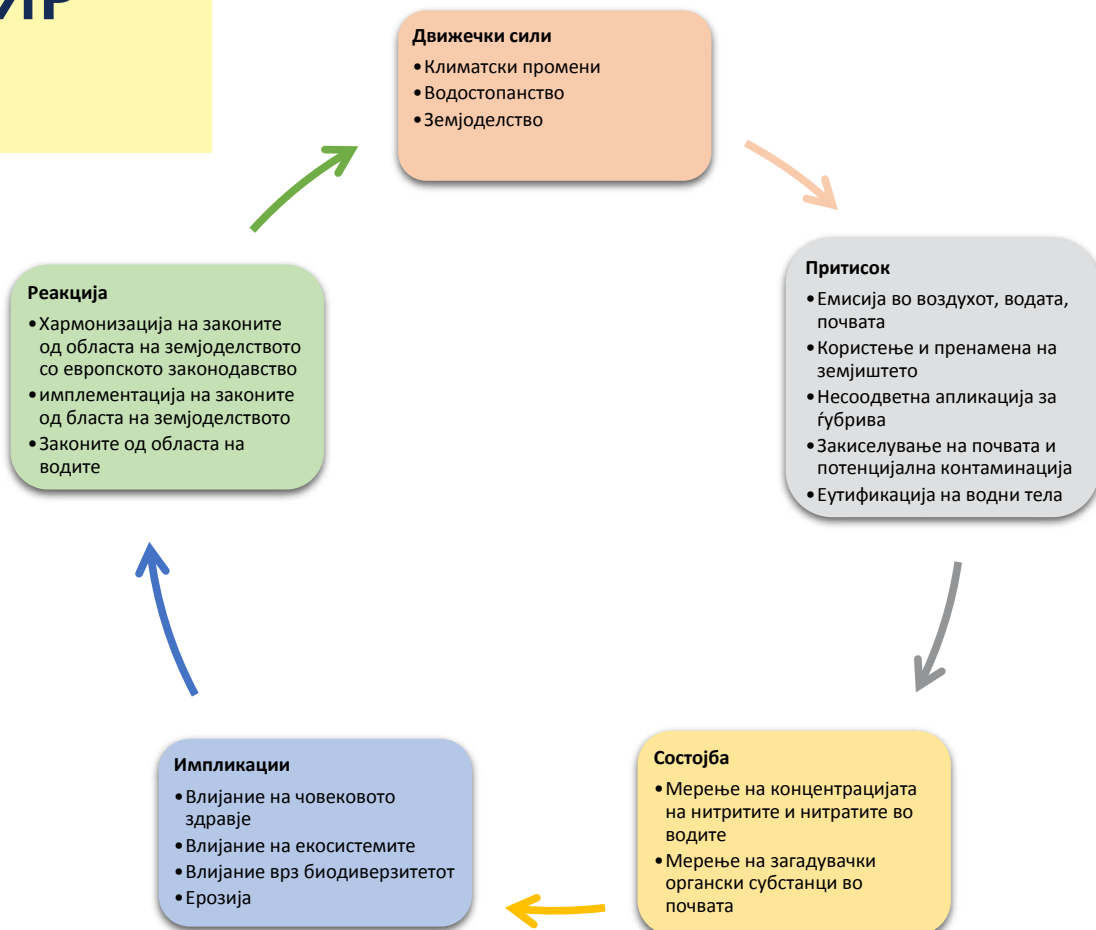 Движечки сили
•Климатски промени
•Водостопанство
•Земјоделство
Притисок
•Емисија во воздухот, водата,
почвата
•Користење и пренамена на
земјиштето
•Несоодветна апликација за
ѓубрива
•Закиселување на почвата и
потенцијална контаминација
•Еутификација на водни тела
Состојба
•Мерење на концентрацијата
на нитритите и нитратите во
водите
•Мерење на загадувачки
органски субстанци во
почвата
Импликации
•Влијание на човековото
здравје
•Влијание на екосистемите
•Влијание врз биодиверзитетот
•Ерозија
Реакција
•Хармонизација на законите
од областа на земјоделството
со европското законодавство
•имплементација на законите
од бласта на земјоделството
•Законите од областа на
водите